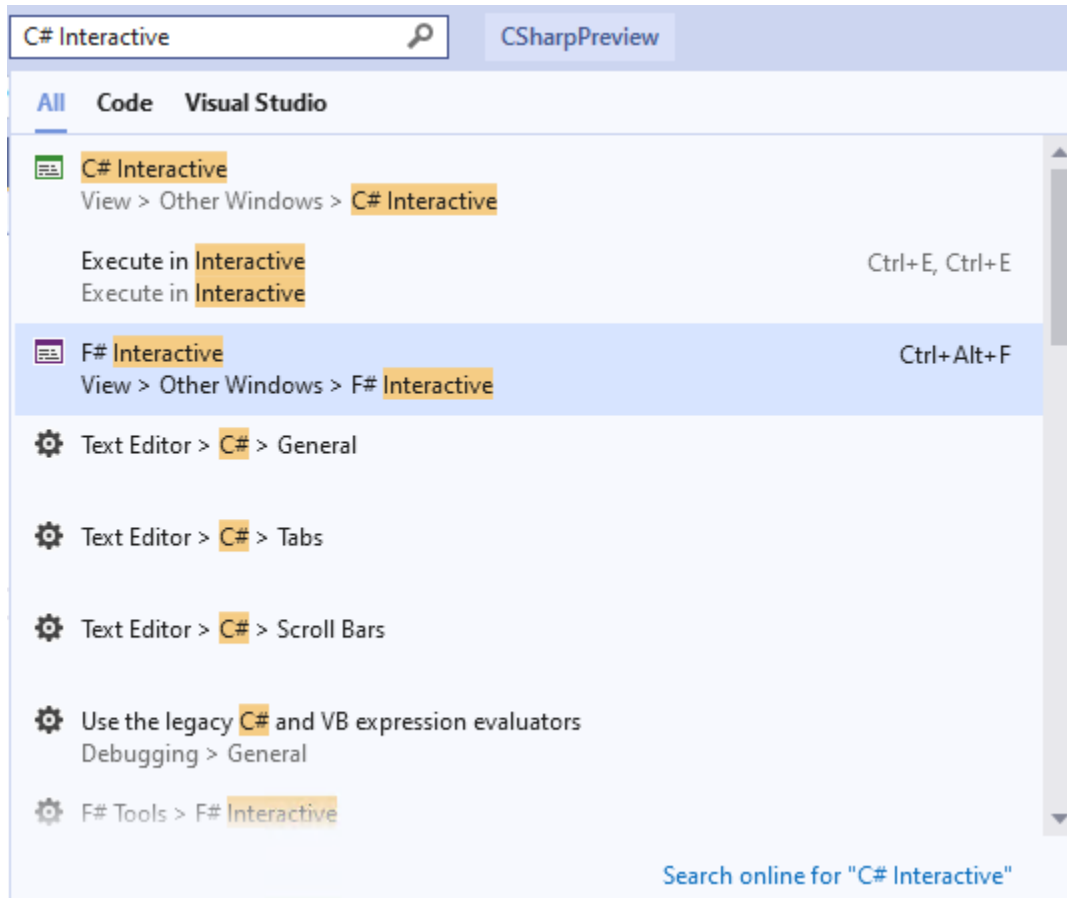 C# Interactive
CSharpPreview
All Code Visual Studio
C# Interactive
View > Other Windows > C# Interactive
Execute in Interactive Ctrl+E, Ctrl+E
Execute in Interactive
F# Interactive Ctrl+Alt+F
View > Other Windows > F# Interactive
Text Editor > C# > General
Text Editor > C# > Tabs
Text Editor > C# > Scroll Bars
Use the legacy C# and VB expression evaluators
Debugging > General
F# Tools > F# Interactive
Search online for "C# Interactive"